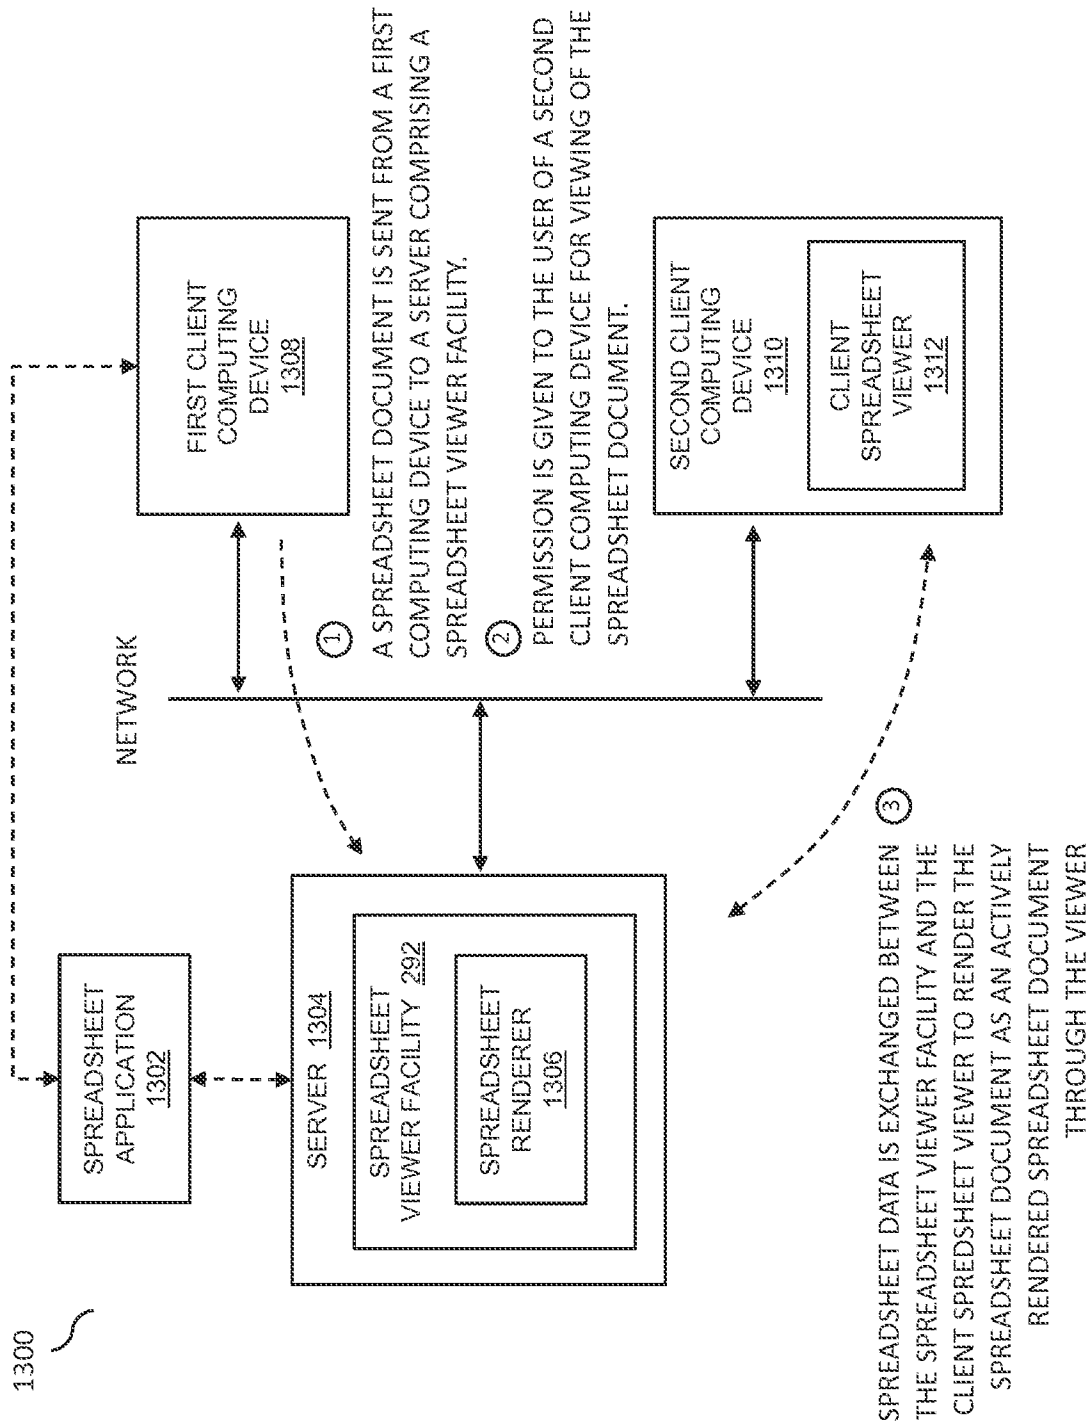 1300
SPREADSHEET
APPLICATION
1302
NETWORK
FIRST CLIENT
COMPUTING
DEVICE
1308
SERVER 1304
SPREADSHEET
VIEWER FACILITY 292
SPREADSHEET
RENDERER
1306
1
A SPREADSHEET DOCUMENT IS SENT FROM A FIRST
COMPUTING DEVICE TO A SERVER COMPRISING A
SPREADSHEET VIEWER FACILITY.
2
PERMISSION IS GIVEN TO THE USER OF A SECOND
CLIENT COMPUTING DEVICE FOR VIEWING OF THE
SPREADSHEET DOCUMENT.
SECOND CLIENT
COMPUTING
DEVICE
1310
CLIENT
SPREADSHEET
VIEWER
1312
3
SPREADSHEET DATA IS EXCHANGED BETWEEN
THE SPREADSHEET VIEWER FACILITY AND THE
CLIENT SPREDSHEET VIEWER TO RENDER THE
SPREADSHEET DOCUMENT AS AN ACTIVELY
RENDERED SPREADSHEET DOCUMENT
THROUGH THE VIEWER